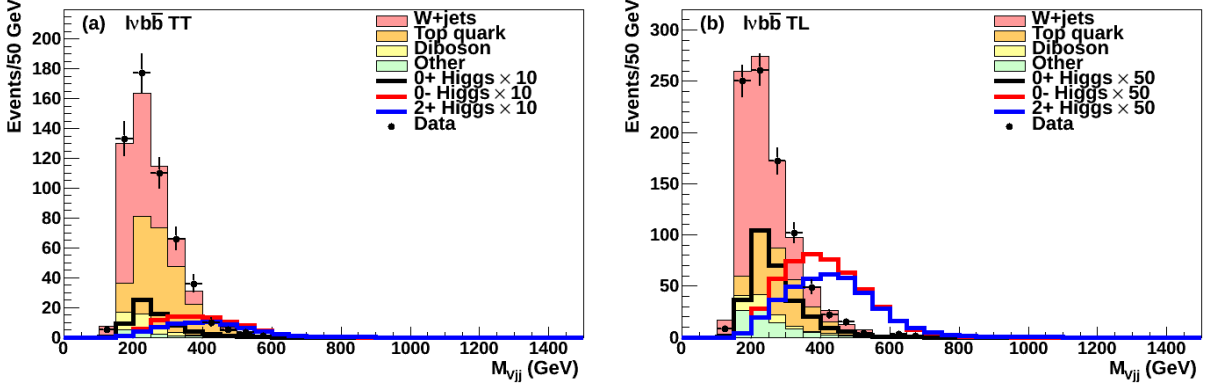 (a) lνbb̄ TT
Events/50 GeV
W+jets
Top quark
Diboson
Other
0+ Higgs × 10
0- Higgs × 10
2+ Higgs × 10
Data
200
180
160
140
120
100
80
60
40
20
0
0 200 400 600 800 1000 1200 1400
M_Vjj (GeV)
(b) lνbb̄ TL
Events/50 GeV
W+jets
Top quark
Diboson
Other
0+ Higgs × 50
0- Higgs × 50
2+ Higgs × 50
Data
300
250
200
150
100
50
0
0 200 400 600 800 1000 1200 1400
M_Vjj (GeV)